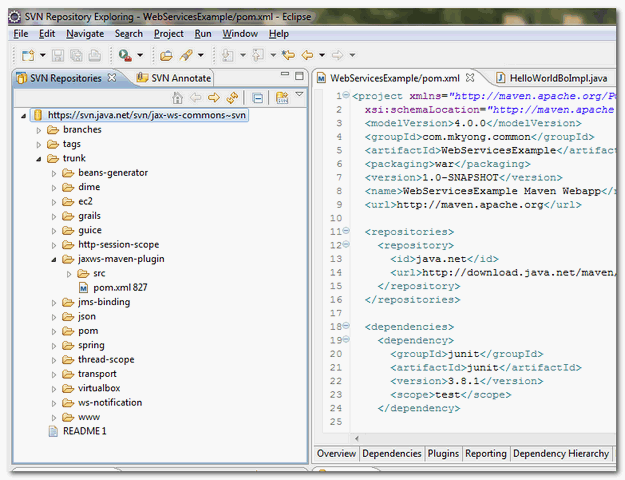 SVN Repository Exploring - WebServicesExample/pom.xml - Eclipse
File Edit Navigate Search Project Run Window Help
SVN Repositories SVN Annotate
https://svn.java.net/svn/jax-ws-commons~svn
branches
tags
trunk
beans-generator
dime
ec2
grails
guice
http-session-scope
jaxws-maven-plugin
src
pom.xml 827
jms-binding
json
pom
spring
thread-scope
transport
virtualbox
ws-notification
www
README 1
WebServicesExample/pom.xml HelloWorldBoImpl.java
1 <project xmlns="http://maven.apache.org/P
2 xsi:schemaLocation="http://maven.apache
3 <modelVersion>4.0.0</modelVersion>
4 <groupId>com.mkyong.common</groupId>
5 <artifactId>WebServicesExample</artifact
6 <packaging>war</packaging>
7 <version>1.0-SNAPSHOT</version>
8 <name>WebServicesExample Maven Webapp</n
9 <url>http://maven.apache.org</url>
10
11 <repositories>
12 <repository>
13 <id>java.net</id>
14 <url>http://download.java.net/maven/
15 </repository>
16 </repositories>
17
18 <dependencies>
19 <dependency>
20 <groupId>junit</groupId>
21 <artifactId>junit</artifactId>
22 <version>3.8.1</version>
23 <scope>test</scope>
24 </dependency>
25
Overview Dependencies Plugins Reporting Dependency Hierarchy